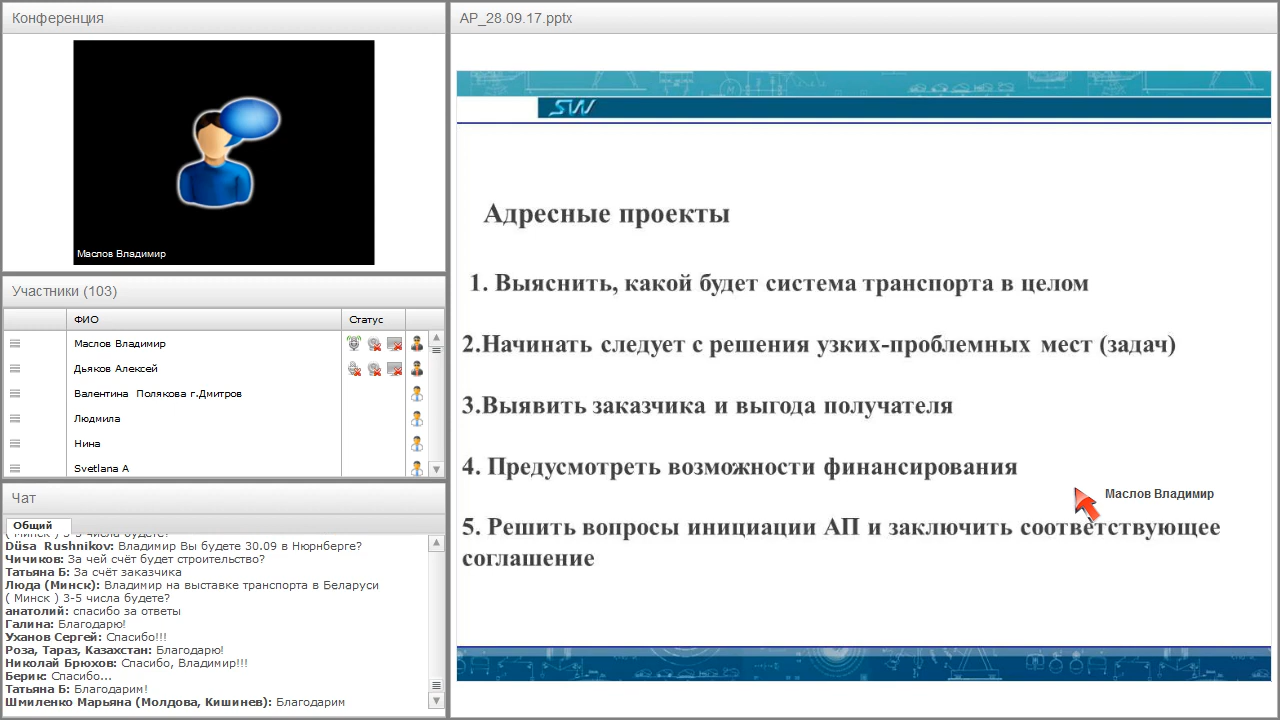 Конференция
Маслов Владимир
Участники (103)
ФИО
Статус
Маслов Владимир
Дьяков Алексей
Валентина Полякова г.Дмитров
Людмила
Нина
Svetlana A
Чат
Общий
( Минск ) 3-5 числа будете?
Düsa Rushnikov: Владимир Вы будете 30.09 в Нюрнберге?
Чичиков: За чей счёт будет строительство?
Татьяна Б: За счёт заказчика
Люда (Минск): Владимир на выставке транспорта в Беларуси
( Минск ) 3-5 числа будете?
анатолий: спасибо за ответы
Галина: Благодарю!
Уханов Сергей: Спасибо!!!
Роза, Тараз, Казахстан: Благодарю!
Николай Брюхов: Спасибо, Владимир!!!
Берик: Спасибо...
Татьяна Б: Благодарим!
Шмиленко Марьяна (Молдова, Кишинев): Благодарим
AP_28.09.17.pptx
SW
Адресные проекты
1. Выяснить, какой будет система транспорта в целом
2.Начинать следует с решения узких-проблемных мест (задач)
3.Выявить заказчика и выгода получателя
4. Предусмотреть возможности финансирования
Маслов Владимир
5. Решить вопросы инициации АП и заключить соответствующее
соглашение